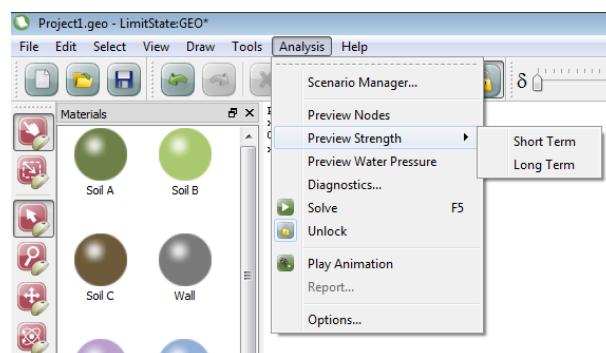 Project1.geo - LimitState:GEO*
File Edit Select View Draw Tools Analysis Help
δ
Materials
Soil A Soil B
Soil C Wall
Scenario Manager...
Preview Nodes
Preview Strength
Short Term
Long Term
Preview Water Pressure
Diagnostics...
Solve F5
Unlock
Play Animation
Report...
Options...